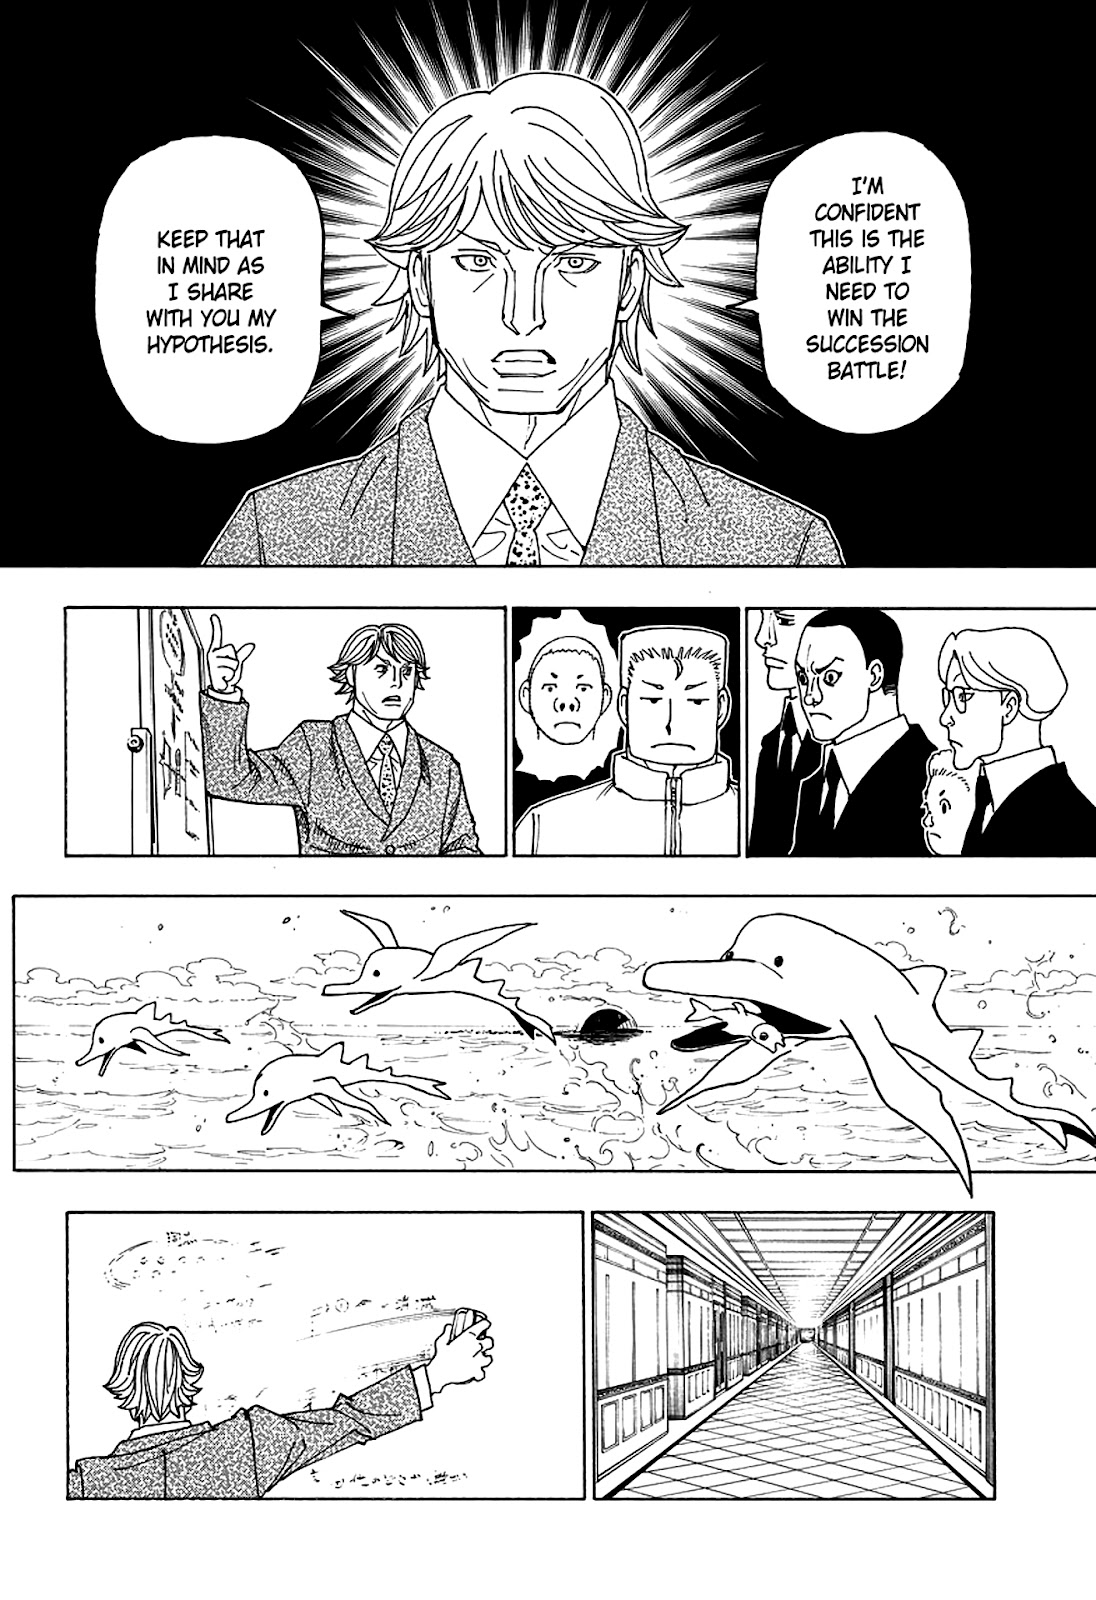 I'M
CONFIDENT
THIS IS THE
ABILITY I
NEED TO
WIN THE
SUCCESSION
BATTLE!
KEEP THAT
IN MIND AS
I SHARE
WITH YOU MY
HYPOTHESIS.